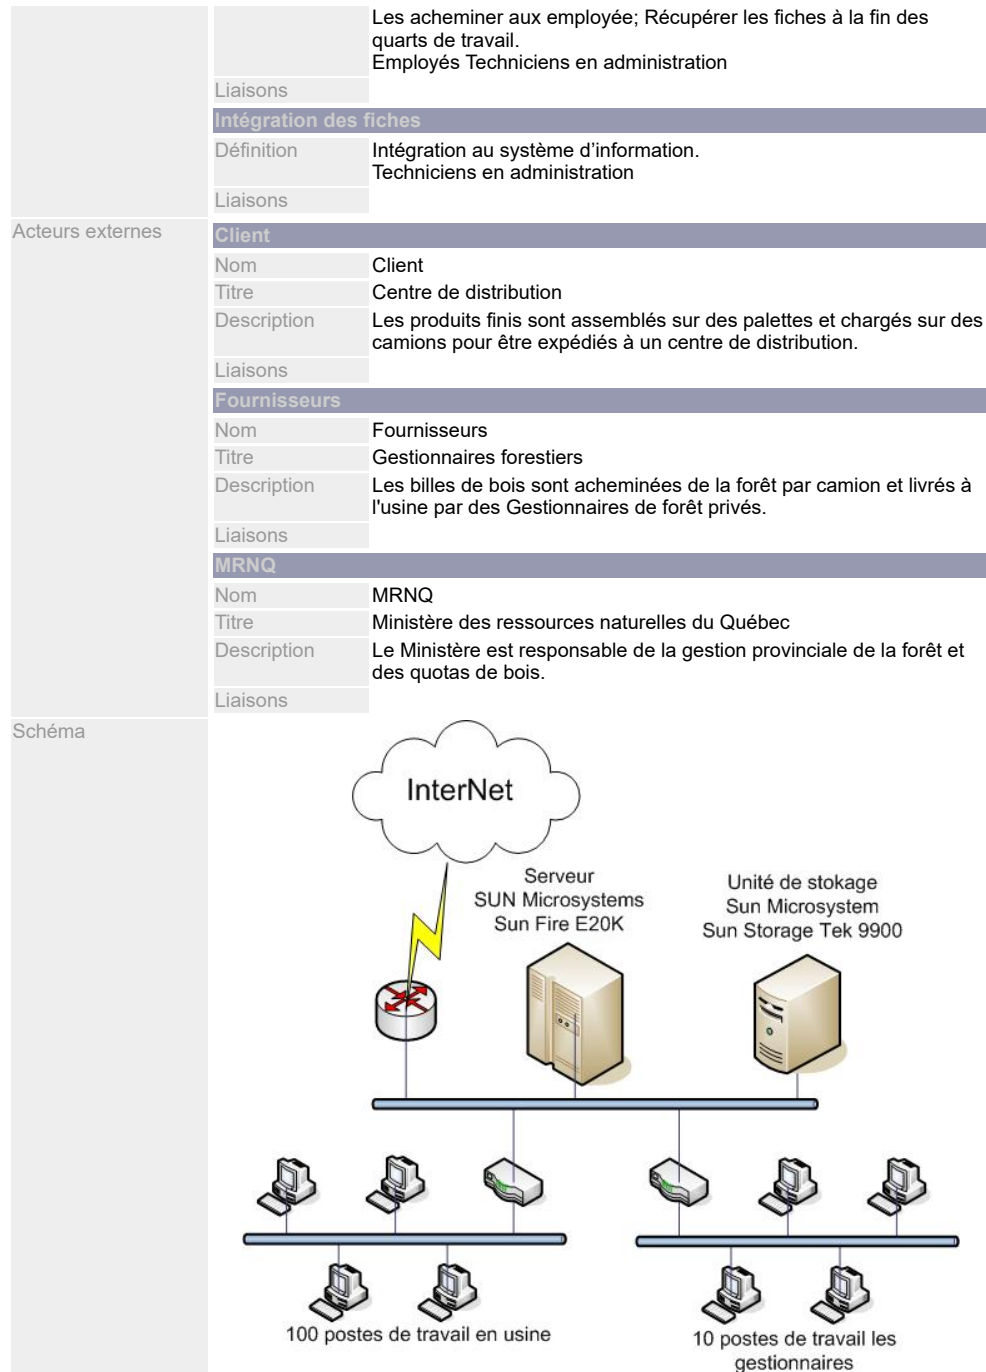 Les acheminer aux employée; Récupérer les fiches à la fin des
quarts de travail.
Employés Techniciens en administration
Liaisons
Intégration des fiches
Définition Intégration au système d'information.
Techniciens en administration
Liaisons
Acteurs externes
Client
Nom Client
Titre Centre de distribution
Description Les produits finis sont assemblés sur des palettes et chargés sur des
camions pour être expédiés à un centre de distribution.
Liaisons
Fournisseurs
Nom Fournisseurs
Titre Gestionnaires forestiers
Description Les billes de bois sont acheminées de la forêt par camion et livrés à
l'usine par des Gestionnaires de forêt privés.
Liaisons
MRNQ
Nom MRNQ
Titre Ministère des ressources naturelles du Québec
Description Le Ministère est responsable de la gestion provinciale de la forêt et
des quotas de bois.
Liaisons
Schéma
InterNet
Serveur
SUN Microsystems
Sun Fire E20K
Unité de stokage
Sun Microsystem
Sun Storage Tek 9900
100 postes de travail en usine
10 postes de travail les
gestionnaires